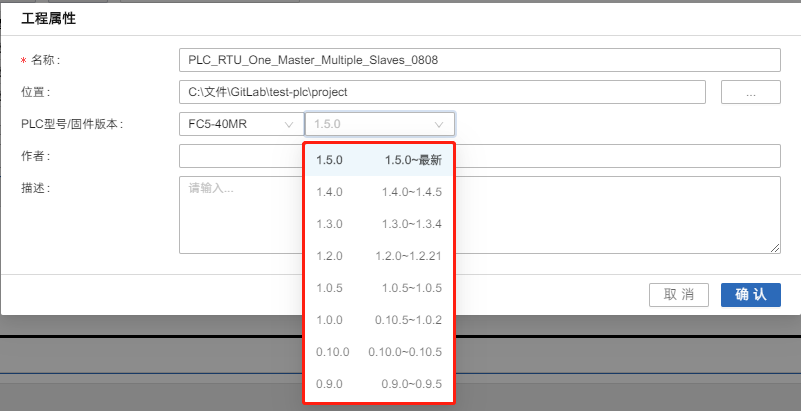 工程属性
* 名称 :
PLC_RTU_One_Master_Multiple_Slaves_0808
位置 :
C:\文件\GitLab\test-plc\project
...
PLC型号/固件版本 :
FC5-40MR
1.5.0
作者 :
描述 :
请输入...
1.5.0 1.5.0~最新
1.4.0 1.4.0~1.4.5
1.3.0 1.3.0~1.3.4
1.2.0 1.2.0~1.2.21
1.0.5 1.0.5~1.0.5
1.0.0 0.10.5~1.0.2
0.10.0 0.10.0~0.10.5
0.9.0 0.9.0~0.9.5
取 消
确 认